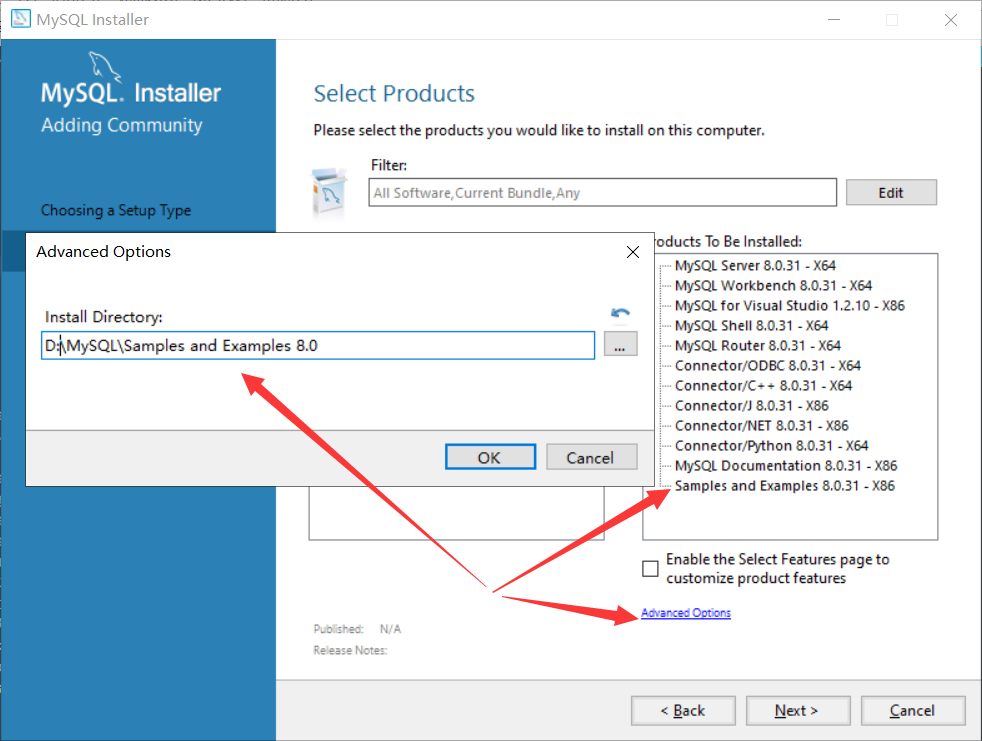 MySQL Installer
MySQL. Installer
Adding Community
Choosing a Setup Type
Select Products
Please select the products you would like to install on this computer.
Filter:
All Software,Current Bundle,Any
Edit
Advanced Options
Install Directory:
D:\MySQL\Samples and Examples 8.0
...
OK
Cancel
roducts To Be Installed:
MySQL Server 8.0.31 - X64
MySQL Workbench 8.0.31 - X64
MySQL for Visual Studio 1.2.10 - X86
MySQL Shell 8.0.31 - X64
MySQL Router 8.0.31 - X64
Connector/ODBC 8.0.31 - X64
Connector/C++ 8.0.31 - X64
Connector/J 8.0.31 - X86
Connector/NET 8.0.31 - X86
Connector/Python 8.0.31 - X64
MySQL Documentation 8.0.31 - X86
Samples and Examples 8.0.31 - X86
Enable the Select Features page to
customize product features
Advanced Options
Published: N/A
Release Notes:
< Back
Next >
Cancel